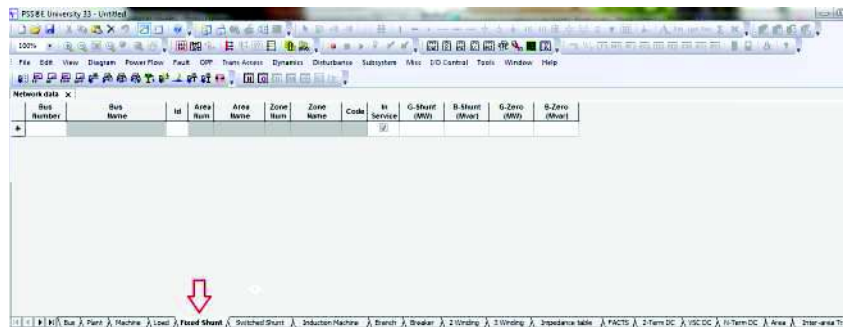 PSS®E University 33 - Untitled
100%
File Edit View Diagram Power Flow Fault OPF Trans Access Dynamics Disturbance Subsystem Misc I/O Control Tools Window Help
Network data ×
Bus Number Bus Name Id Area Num Area Name Zone Num Zone Name Code In Service G-Shunt (MW) B-Shunt (Mvar) G-Zero (MW) B-Zero (Mvar)
Bus Plant Machine Load Fixed Shunt Switched Shunt Induction Machine Branch Breaker 2 Winding 3 Winding Impedance table FACTS 2-Term DC VSC DC N-Term DC Area Inter-area Tr